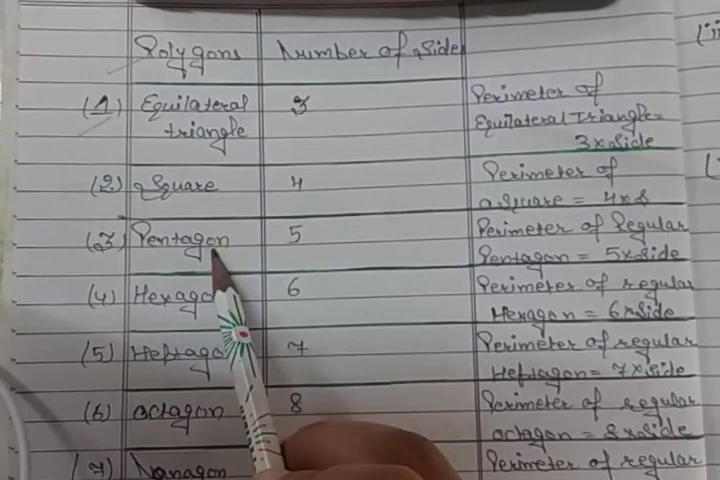 Polygons Number of side
(1) Equilateral triangle 3 Perimeter of Equilateral Triangle = 3×side
(2) Square 4 Perimeter of a square = 4×s
(3) Pentagon 5 Perimeter of Regular Pentagon = 5×side
(4) Hexago 6 Perimeter of regular Hexagon = 6×side
(5) Heptago 7 Perimeter of regular Heptagon = 7×side
(6) octagon 8 Perimeter of regular octagon = 8×side
(7) Nanagon Perimeter of regular